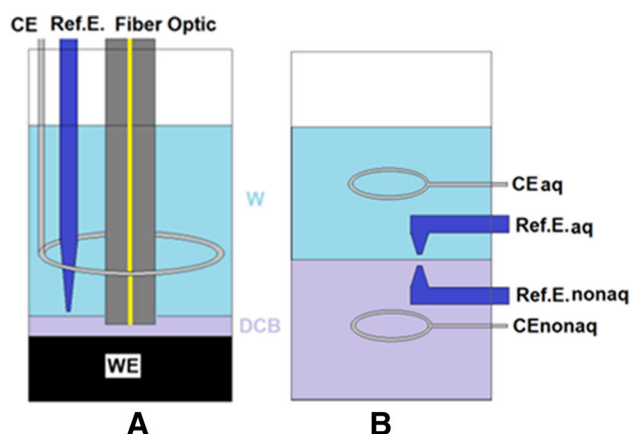 CE Ref.E. Fiber Optic
W
DCB
WE
A
CEaq
Ref.E.aq
Ref.E.nonaq
CEnonaq
B